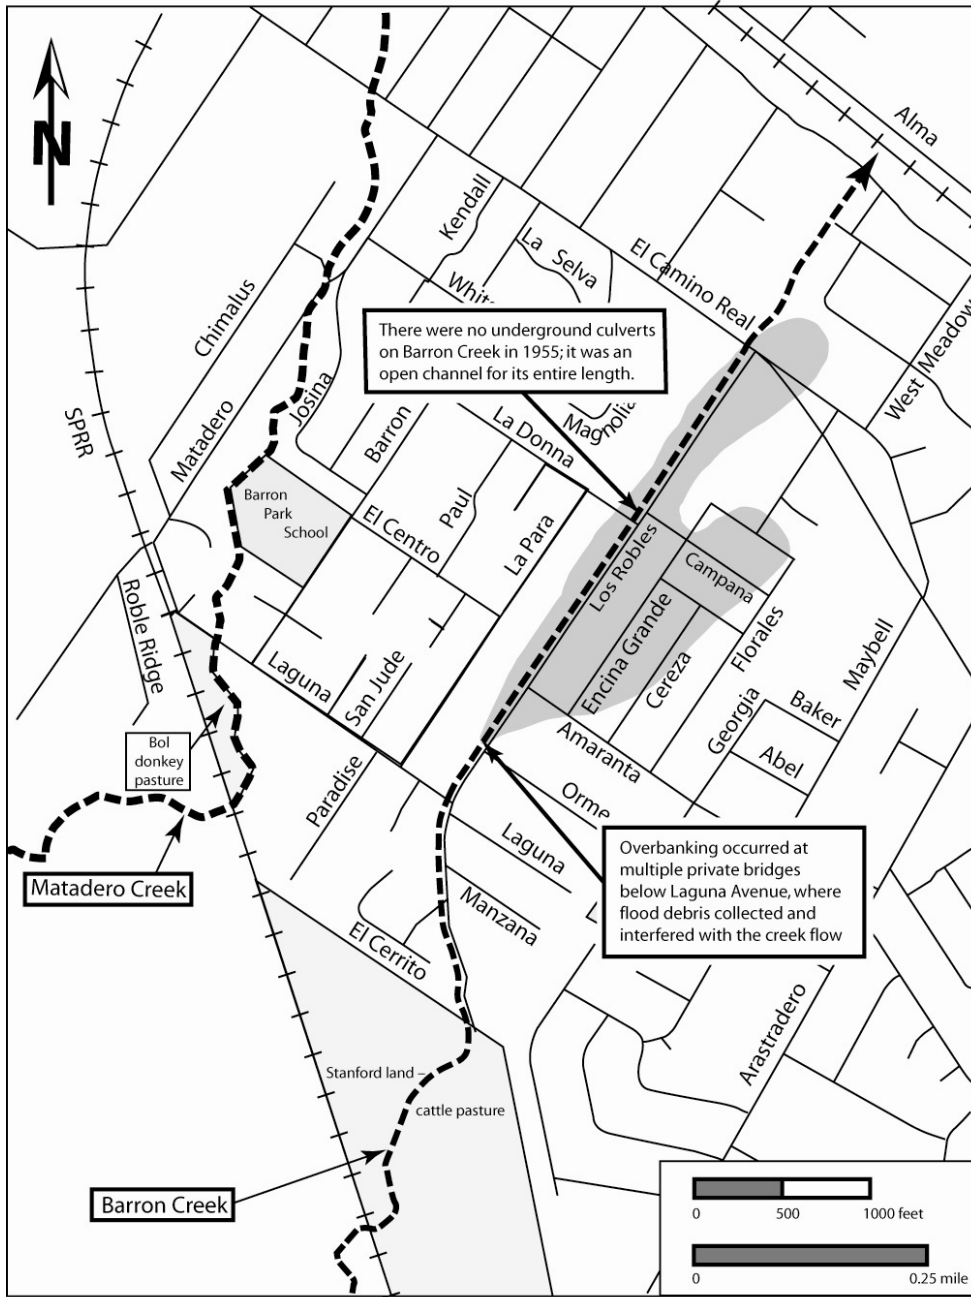 N
Alma
Kendall
La Selva
El Camino Real
Chimalus
There were no underground culverts
on Barron Creek in 1955; it was an
open channel for its entire length.
West Meadow
SPRR
Matadero
Josina
Barron
La Donna
Magnolia
Barron
Park
School
El Centro
Paul
La Para
Los Robles
Campana
Roble Ridge
Encina Grande
Florales
Maybell
Laguna
San Jude
Cereza
Georgia
Baker
Abel
Bol
donkey
pasture
Paradise
Amaranta
Orme
Laguna
Overbanking occurred at
multiple private bridges
below Laguna Avenue, where
flood debris collected and
interfered with the creek flow
Matadero Creek
Manzana
El Cerrito
Arastradero
Stanford land –
cattle pasture
Barron Creek
0 500 1000 feet
0 0.25 mile